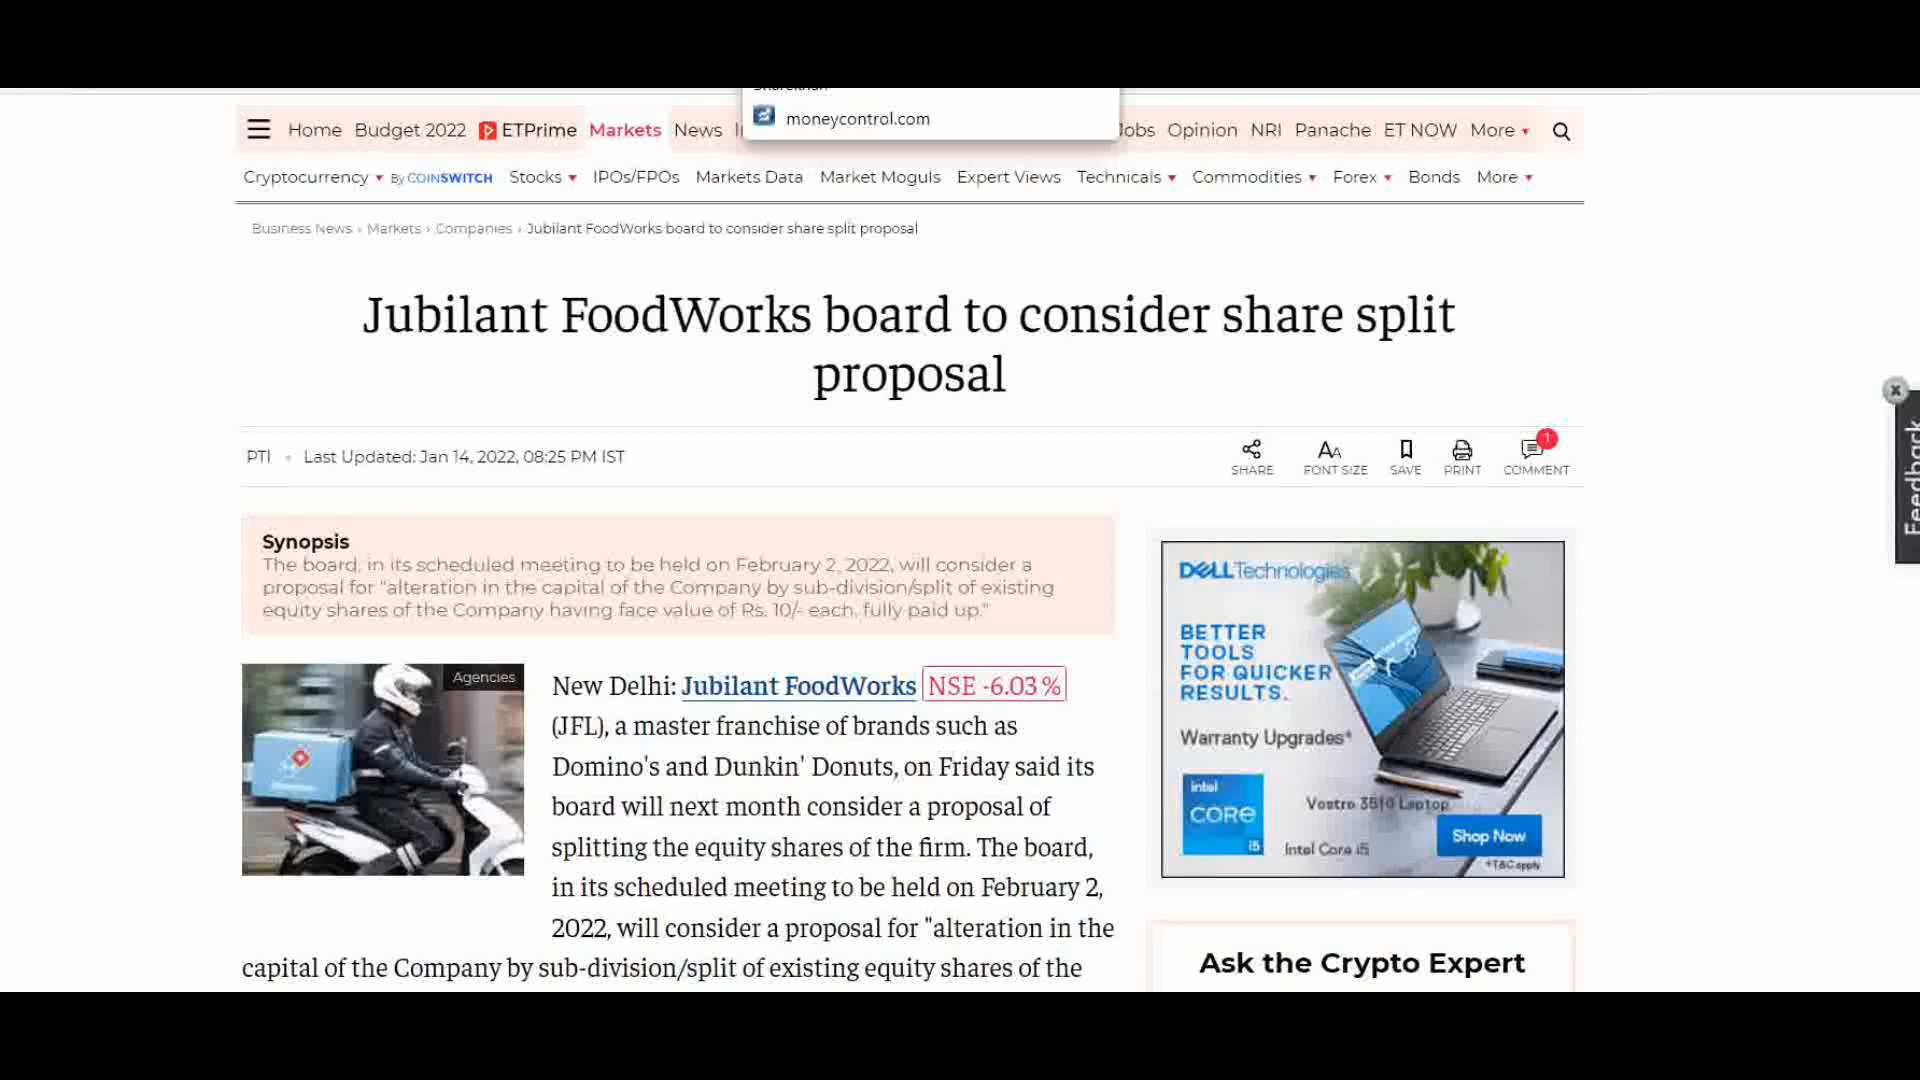 moneycontrol.com
Home Budget 2022 ETPrime Markets News Jobs Opinion NRI Panache ET NOW More
Cryptocurrency By COINSWITCH Stocks IPOs/FPOs Markets Data Market Moguls Expert Views Technicals Commodities Forex Bonds More
Business News › Markets › Companies › Jubilant FoodWorks board to consider share split proposal
Jubilant FoodWorks board to consider share split
proposal
PTI • Last Updated: Jan 14, 2022, 08:25 PM IST
SHARE FONT SIZE SAVE PRINT COMMENT
1
Feedback
Synopsis
The board, in its scheduled meeting to be held on February 2, 2022, will consider a
proposal for "alteration in the capital of the Company by sub-division/split of existing
equity shares of the Company having face value of Rs. 10/- each, fully paid up."
Agencies
New Delhi: Jubilant FoodWorks NSE -6.03 %
(JFL), a master franchise of brands such as
Domino's and Dunkin' Donuts, on Friday said its
board will next month consider a proposal of
splitting the equity shares of the firm. The board,
in its scheduled meeting to be held on February 2,
2022, will consider a proposal for "alteration in the
capital of the Company by sub-division/split of existing equity shares of the
DELL Technologies
BETTER
TOOLS
FOR QUICKER
RESULTS.
Warranty Upgrades*
intel
CORE
i5
Vostro 3510 Laptop
Intel Core i5
Shop Now
*T&C apply
Ask the Crypto Expert